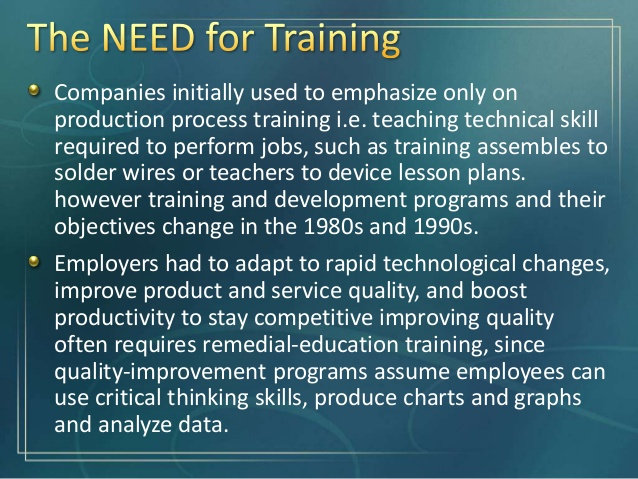 The NEED for Training
Companies initially used to emphasize only on
production process training i.e. teaching technical skill
required to perform jobs, such as training assembles to
solder wires or teachers to device lesson plans.
however training and development programs and their
objectives change in the 1980s and 1990s.
Employers had to adapt to rapid technological changes,
improve product and service quality, and boost
productivity to stay competitive improving quality
often requires remedial-education training, since
quality-improvement programs assume employees can
use critical thinking skills, produce charts and graphs
and analyze data.